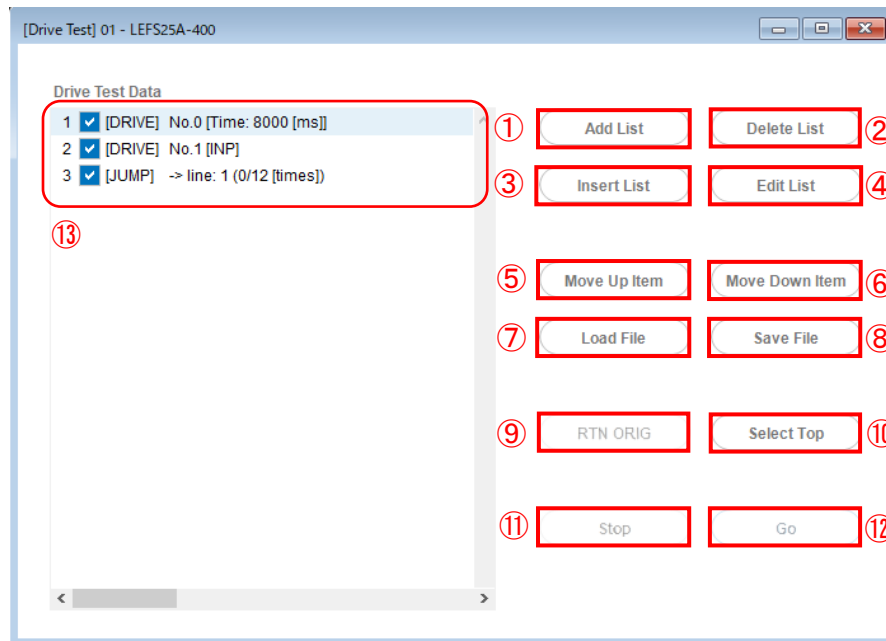 [Drive Test] 01 - LEFS25A-400
Drive Test Data
1 [DRIVE] No.0 [Time: 8000 [ms]]
2 [DRIVE] No.1 [INP]
3 [JUMP] -> line: 1 (0/12 [times])
⑬
① Add List Delete List ②
③ Insert List Edit List ④
⑤ Move Up Item Move Down Item ⑥
⑦ Load File Save File ⑧
⑨ RTN ORIG Select Top ⑩
⑪ Stop Go ⑫